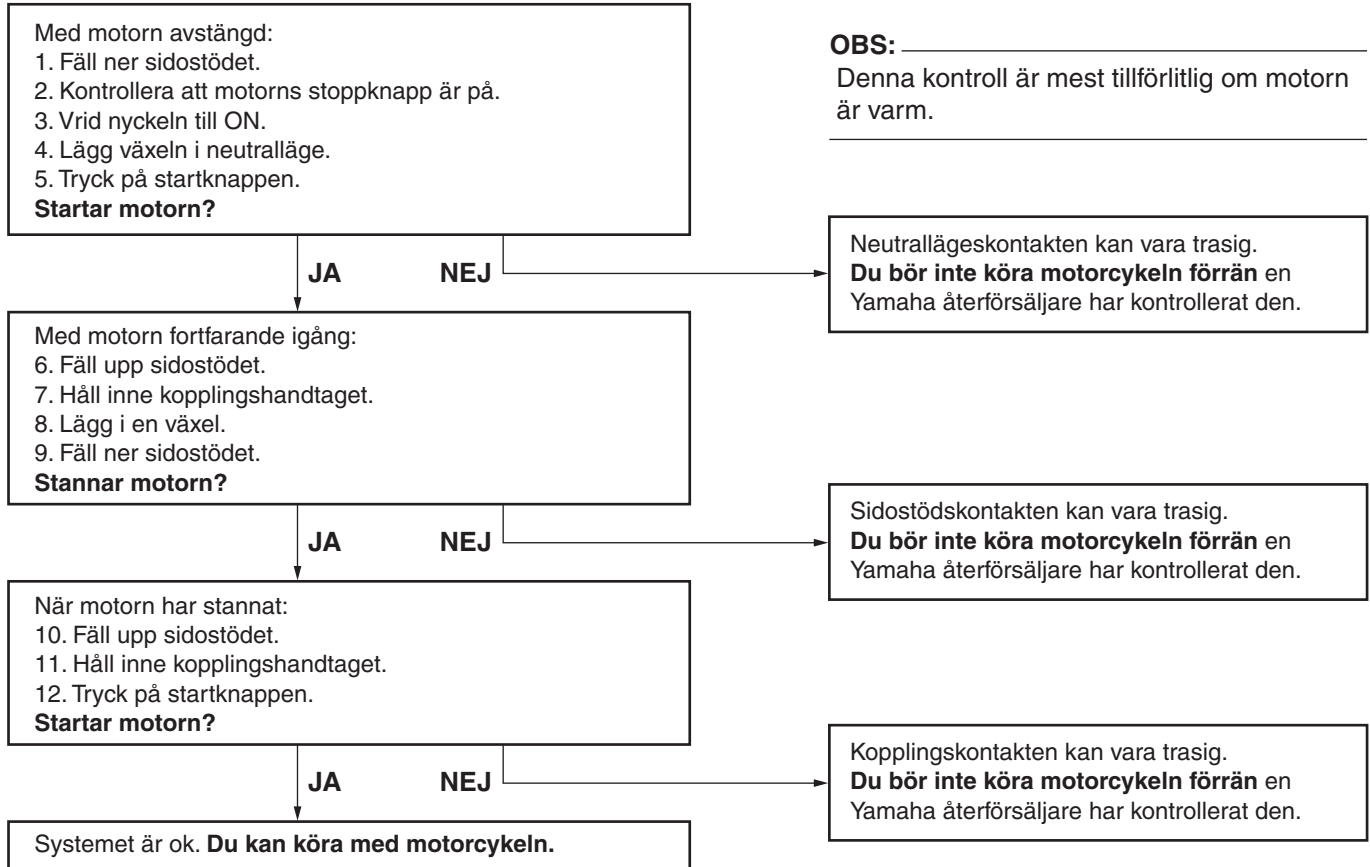 Med motorn avstängd:
1. Fäll ner sidostödet.
2. Kontrollera att motorns stoppknapp är på.
3. Vrid nyckeln till ON.
4. Lägg växeln i neutralläge.
5. Tryck på startknappen.
Startar motorn?
OBS:
Denna kontroll är mest tillförlitlig om motorn
är varm.
JA NEJ
Neutrallägeskontakten kan vara trasig.
Du bör inte köra motorcykeln förrän en
Yamaha återförsäljare har kontrollerat den.
Med motorn fortfarande igång:
6. Fäll upp sidostödet.
7. Håll inne kopplingshandtaget.
8. Lägg i en växel.
9. Fäll ner sidostödet.
Stannar motorn?
JA NEJ
Sidostödskontakten kan vara trasig.
Du bör inte köra motorcykeln förrän en
Yamaha återförsäljare har kontrollerat den.
När motorn har stannat:
10. Fäll upp sidostödet.
11. Håll inne kopplingshandtaget.
12. Tryck på startknappen.
Startar motorn?
JA NEJ
Kopplingskontakten kan vara trasig.
Du bör inte köra motorcykeln förrän en
Yamaha återförsäljare har kontrollerat den.
Systemet är ok. Du kan köra med motorcykeln.